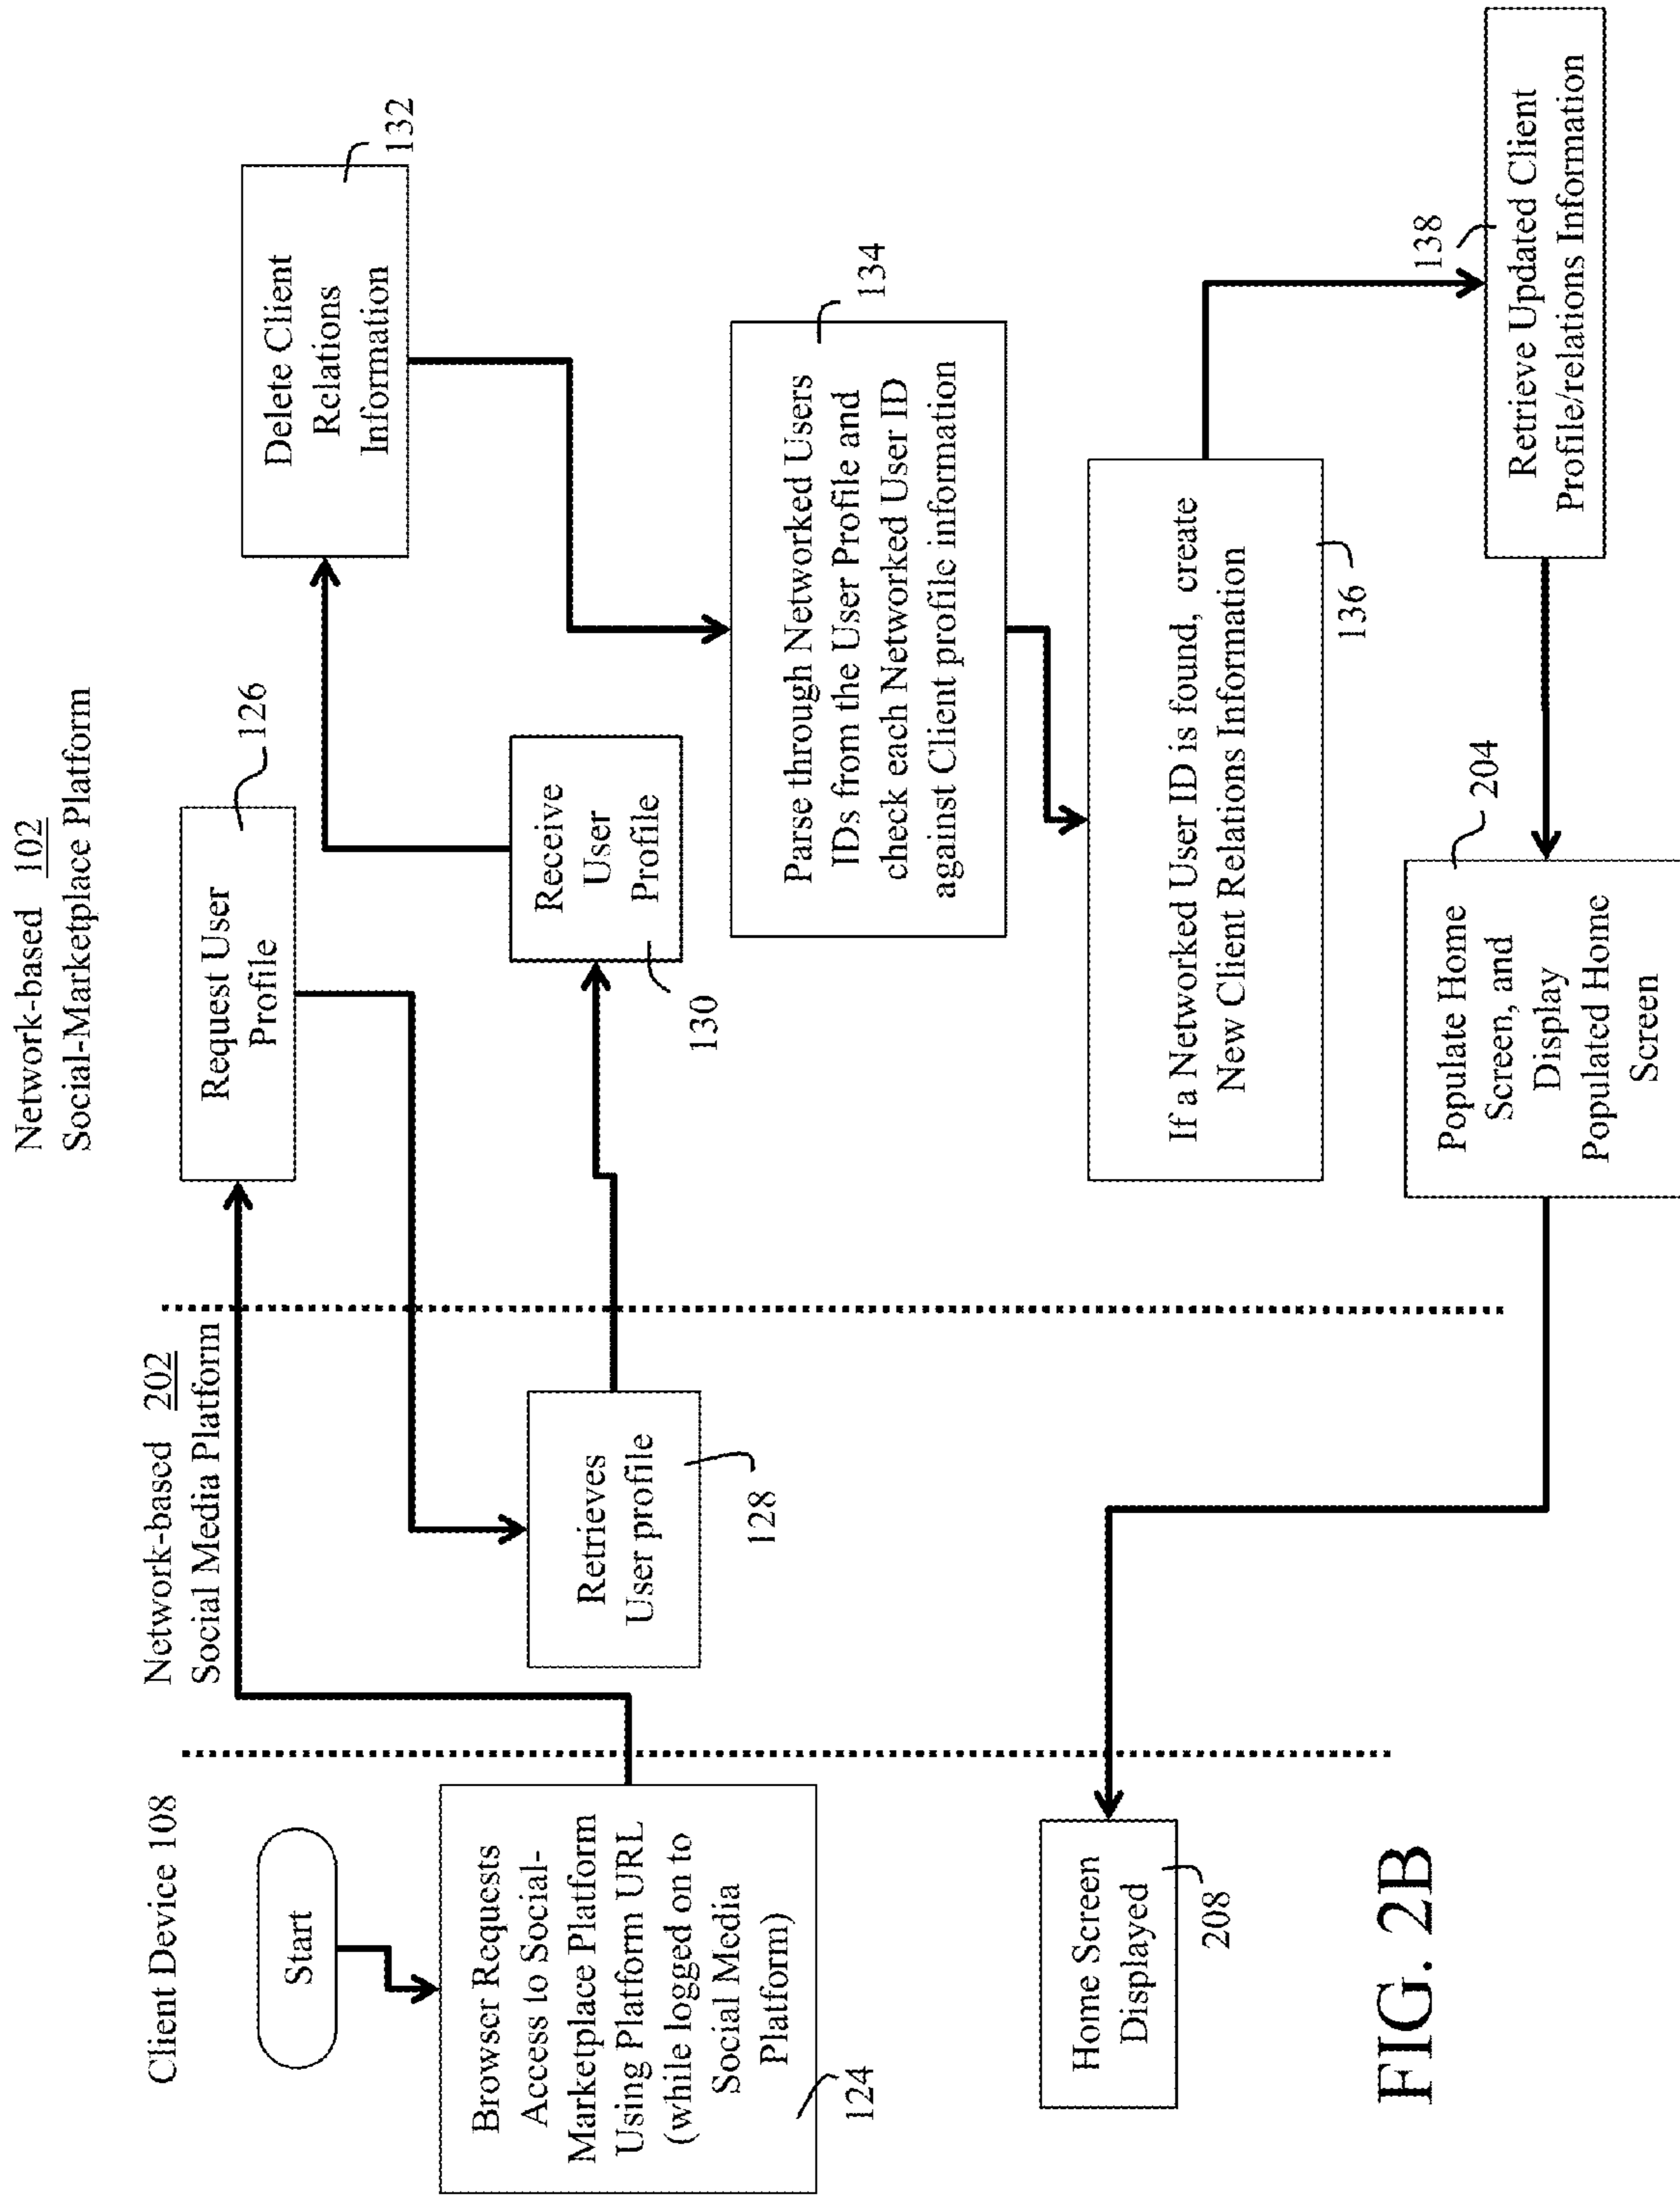 Client Device 108
Network-based 202
Social Media Platform
Network-based 102
Social-Marketplace Platform
Start
Browser Requests
Access to Social-
Marketplace Platform
Using Platform URL
(while logged on to
Social Media
Platform)
124
Request User
Profile
126
Retrieves
User profile
128
Receive
User
Profile
130
Delete Client
Relations
Information
132
Parse through Networked Users
IDs from the User Profile and
check each Networked User ID
against Client profile information
134
If a Networked User ID is found, create
New Client Relations Information
136
138
Retrieve Updated Client
Profile/relations Information
204
Populate Home
Screen, and
Display
Populated Home
Screen
Home Screen
Displayed
208
FIG. 2B